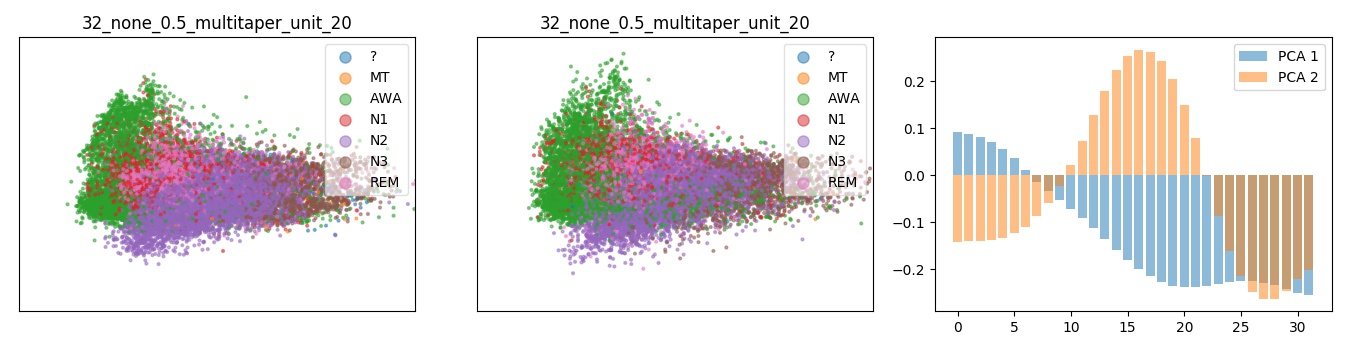 32_none_0.5_multitaper_unit_20
?
MT
AWA
N1
N2
N3
REM
32_none_0.5_multitaper_unit_20
?
MT
AWA
N1
N2
N3
REM
PCA 1
PCA 2
0.2
0.1
0.0
−0.1
−0.2
0 5 10 15 20 25 30